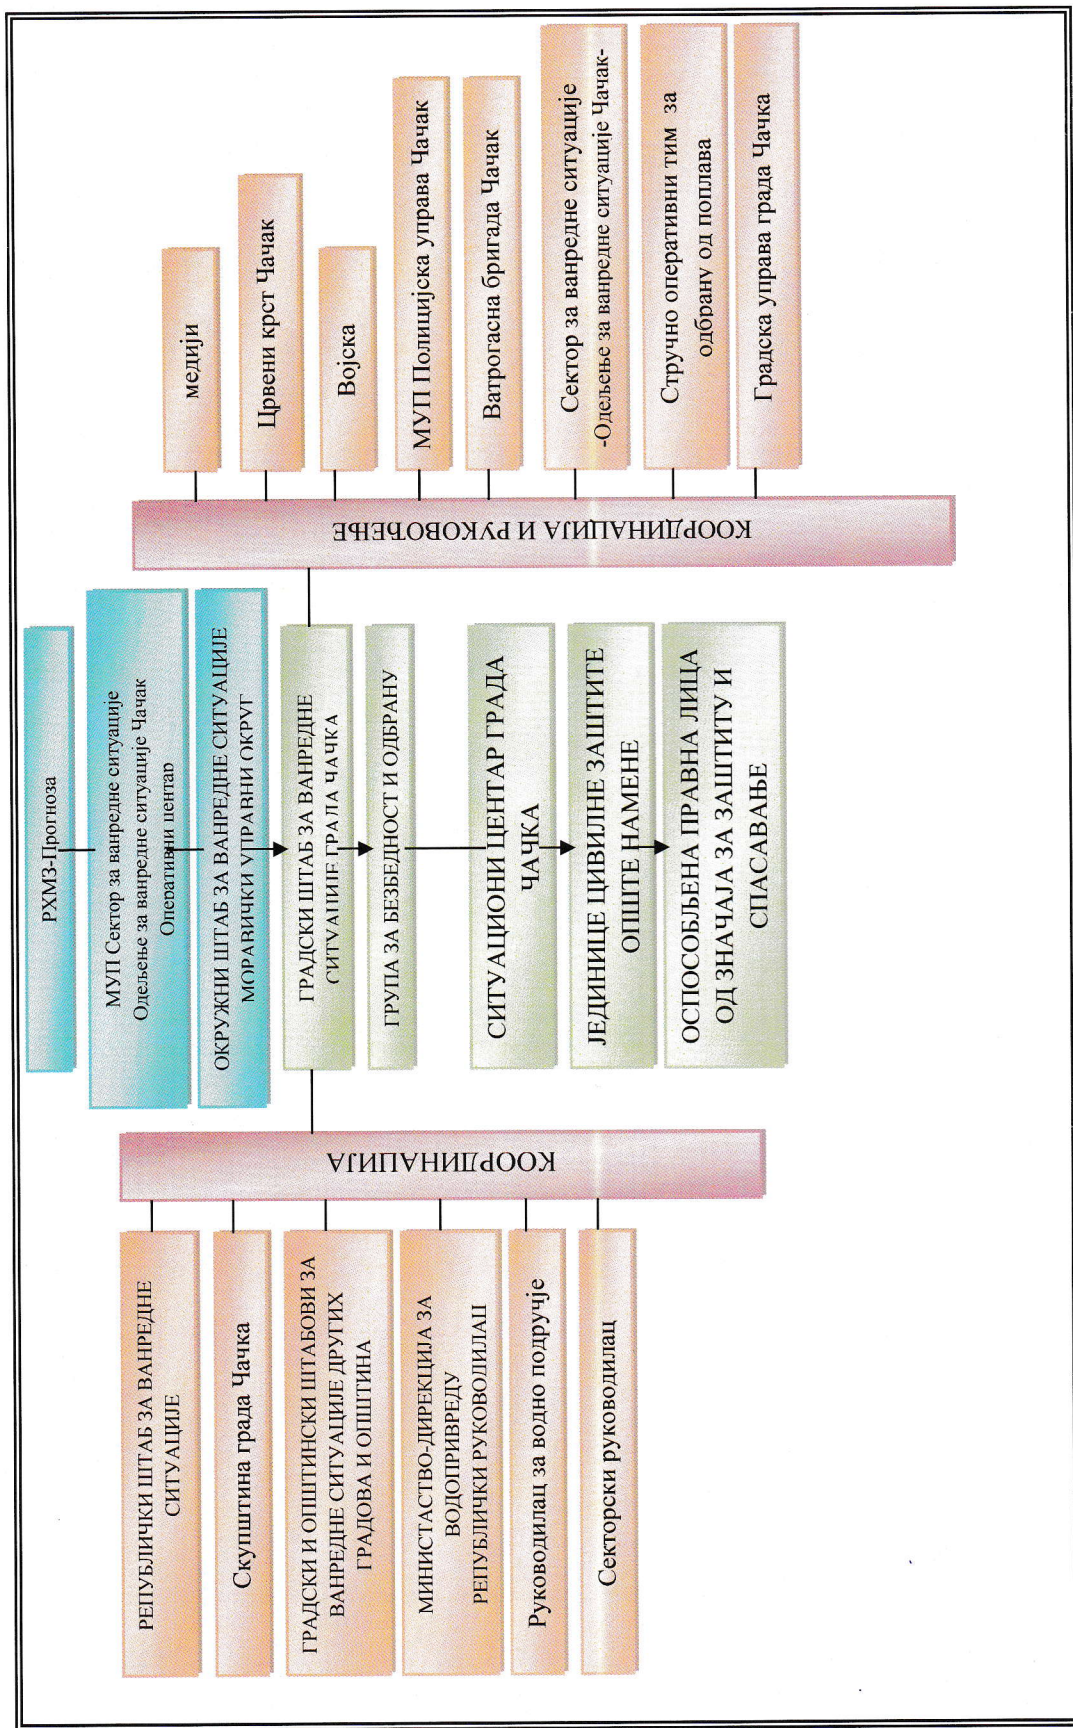 РЕПУБЛИЧКИ ШТАБ ЗА ВАНРЕДНЕ
СИТУАЦИЈЕ
Скупштина града Чачка
ГРАДСКИ И ОПШТИНСКИ ШТАБОВИ ЗА
ВАНРЕДНЕ СИТУАЦИЈЕ ДРУГИХ
ГРАДОВА И ОПШТИНА
МИНИСТАСТВО-ДИРЕКЦИЈА ЗА
ВОДОПРИВРЕДУ
РЕПУБЛИЧКИ РУКОВОДИЛАЦ
Руководилац за водно подручје
Секторски руководилац
КООРДИНАЦИЈА
РХМЗ-Прогноза
МУП Сектор за ванредне ситуације
Одељење за ванредне ситуације Чачак
Оперативни центар
ОКРУЖНИ ШТАБ ЗА ВАНРЕДНЕ СИТУАЦИЈЕ
МОРАВИЧКИ УПРАВНИ ОКРУГ
ГРАДСКИ ШТАБ ЗА ВАНРЕДНЕ
СИТУАЦИЈЕ ГРАДА ЧАЧКА
ГРУПА ЗА БЕЗБЕДНОСТ И ОДБРАНУ
СИТУАЦИОНИ ЦЕНТАР ГРАДА
ЧАЧКА
ЈЕДИНИЦЕ ЦИВИЛНЕ ЗАШТИТЕ
ОПШТЕ НАМЕНЕ
ОСПОСОБЉЕНА ПРАВНА ЛИЦА
ОД ЗНАЧАЈА ЗА ЗАШТИТУ И
СПАСАВАЊЕ
КООРДИНАЦИЈА И РУКОВОЂЕЊЕ
медији
Црвени крст Чачак
Војска
МУП Полицијска управа Чачак
Ватрогасна бригада Чачак
Сектор за ванредне ситуације
-Одељење за ванредне ситуације Чачак-
Стручно оперативни тим за
одбрану од поплава
Градска управа града Чачка